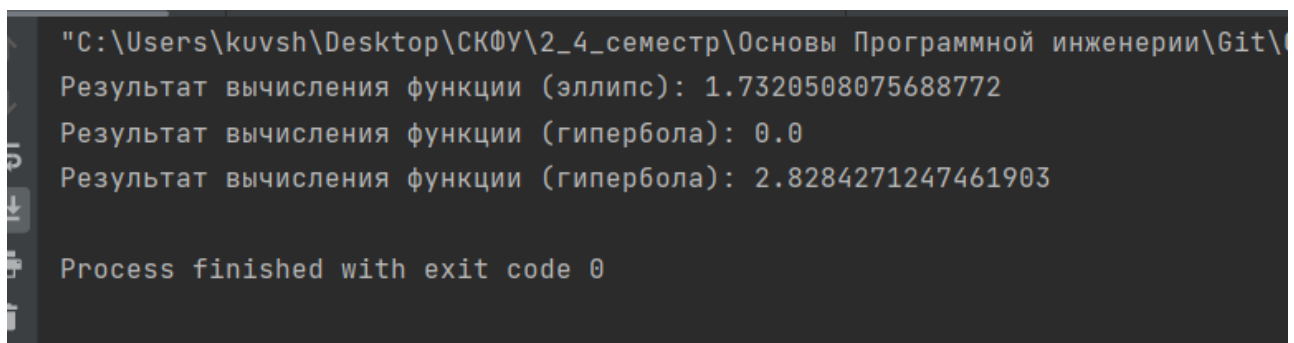 "C:\Users\kuvsh\Desktop\СКФУ\2_4_семестр\Основы Программной инженерии\Git\
Результат вычисления функции (эллипс): 1.7320508075688772
Результат вычисления функции (гипербола): 0.0
Результат вычисления функции (гипербола): 2.8284271247461903
Process finished with exit code 0